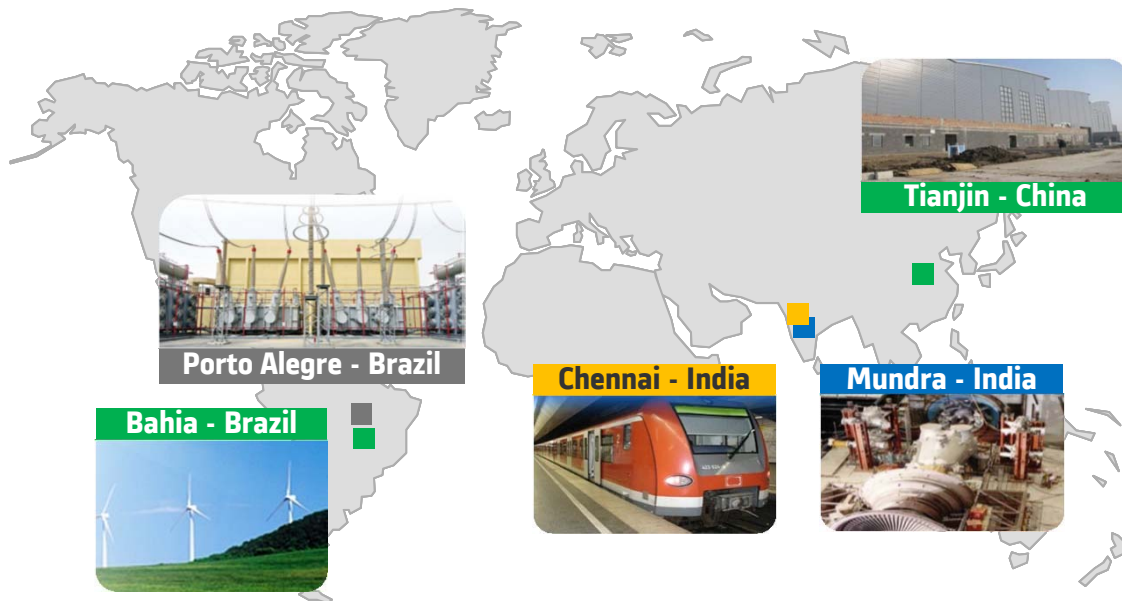 Tianjin - China
Porto Alegre - Brazil
Chennai - India
Mundra - India
Bahia - Brazil